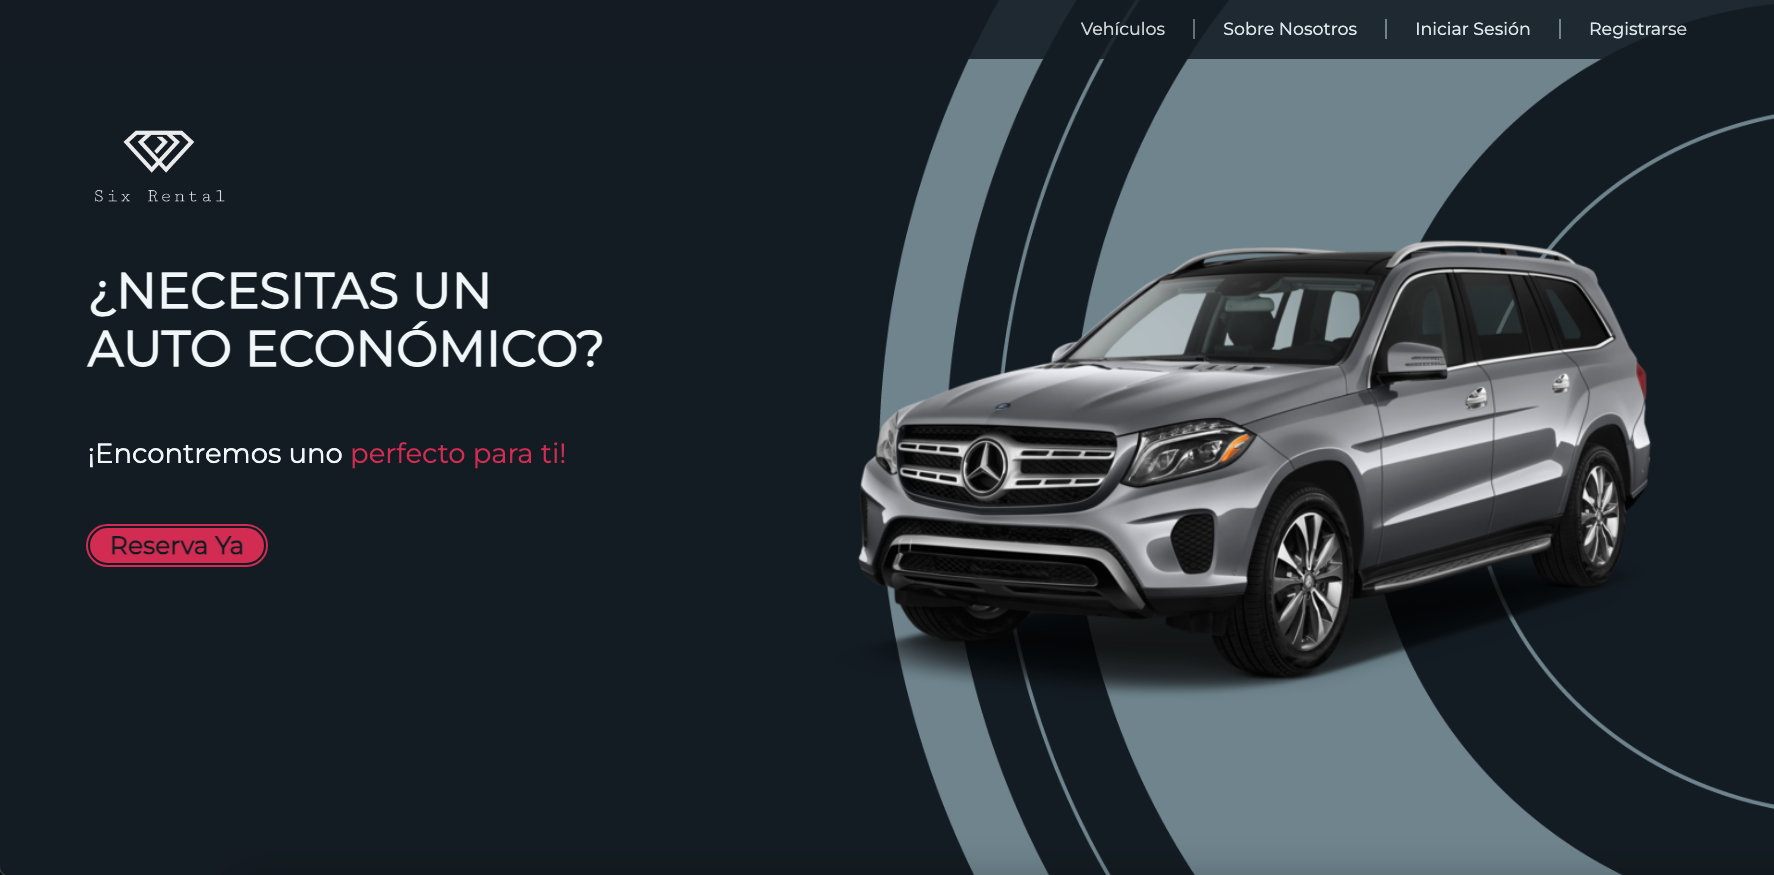 Vehículos
Sobre Nosotros
Iniciar Sesión
Registrarse
Six Rental
¿NECESITAS UN
AUTO ECONÓMICO?
¡Encontremos uno perfecto para ti!
Reserva Ya